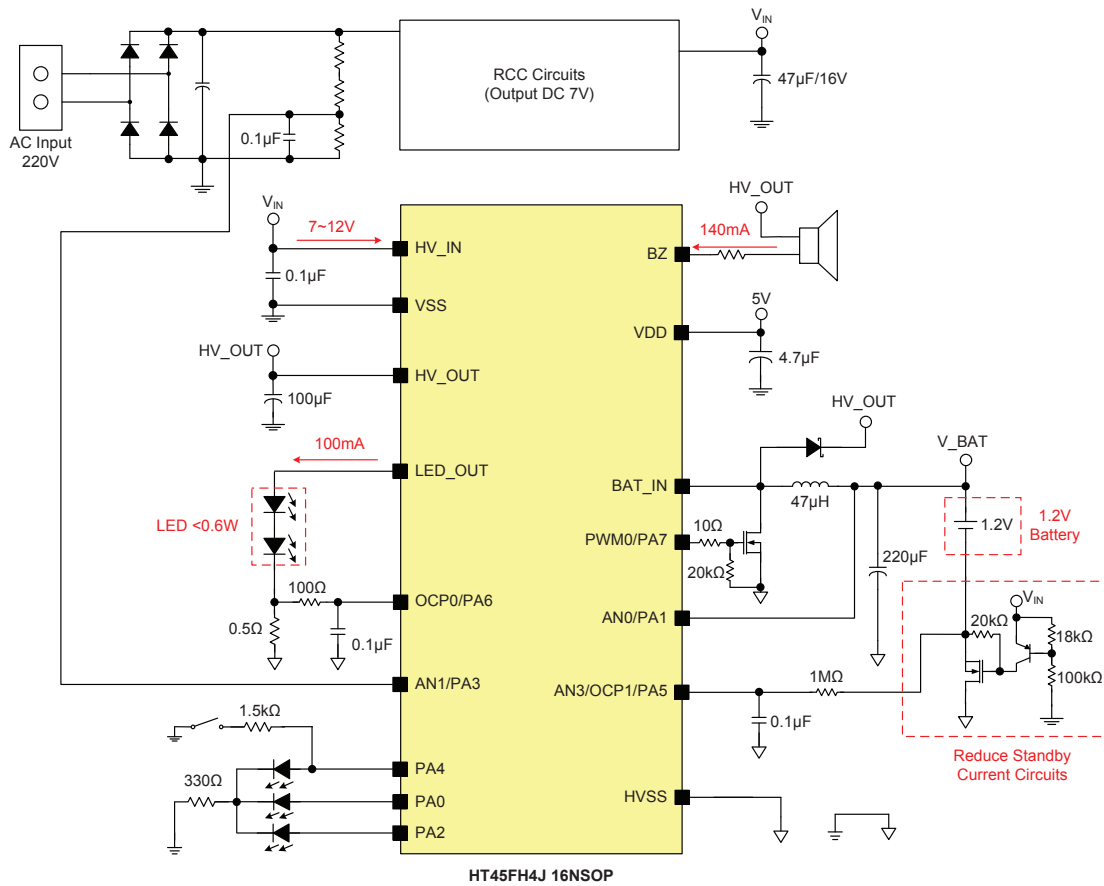 AC Input
220V
0.1µF
RCC Circuits
(Output DC 7V)
VIN
47µF/16V
VIN
7~12V
HV_IN
0.1µF
VSS
HV_OUT
HV_OUT
100µF
100mA
LED_OUT
LED <0.6W
100Ω
OCP0/PA6
0.5Ω
0.1µF
AN1/PA3
1.5kΩ
PA4
330Ω
PA0
PA2
HV_OUT
140mA
BZ
5V
VDD
4.7µF
HV_OUT
V_BAT
BAT_IN
47µH
1.2V
1.2V
Battery
PWM0/PA7
10Ω
20kΩ
220µF
AN0/PA1
VIN
20kΩ
18kΩ
100kΩ
AN3/OCP1/PA5
1MΩ
0.1µF
Reduce Standby
Current Circuits
HVSS
HT45FH4J 16NSOP